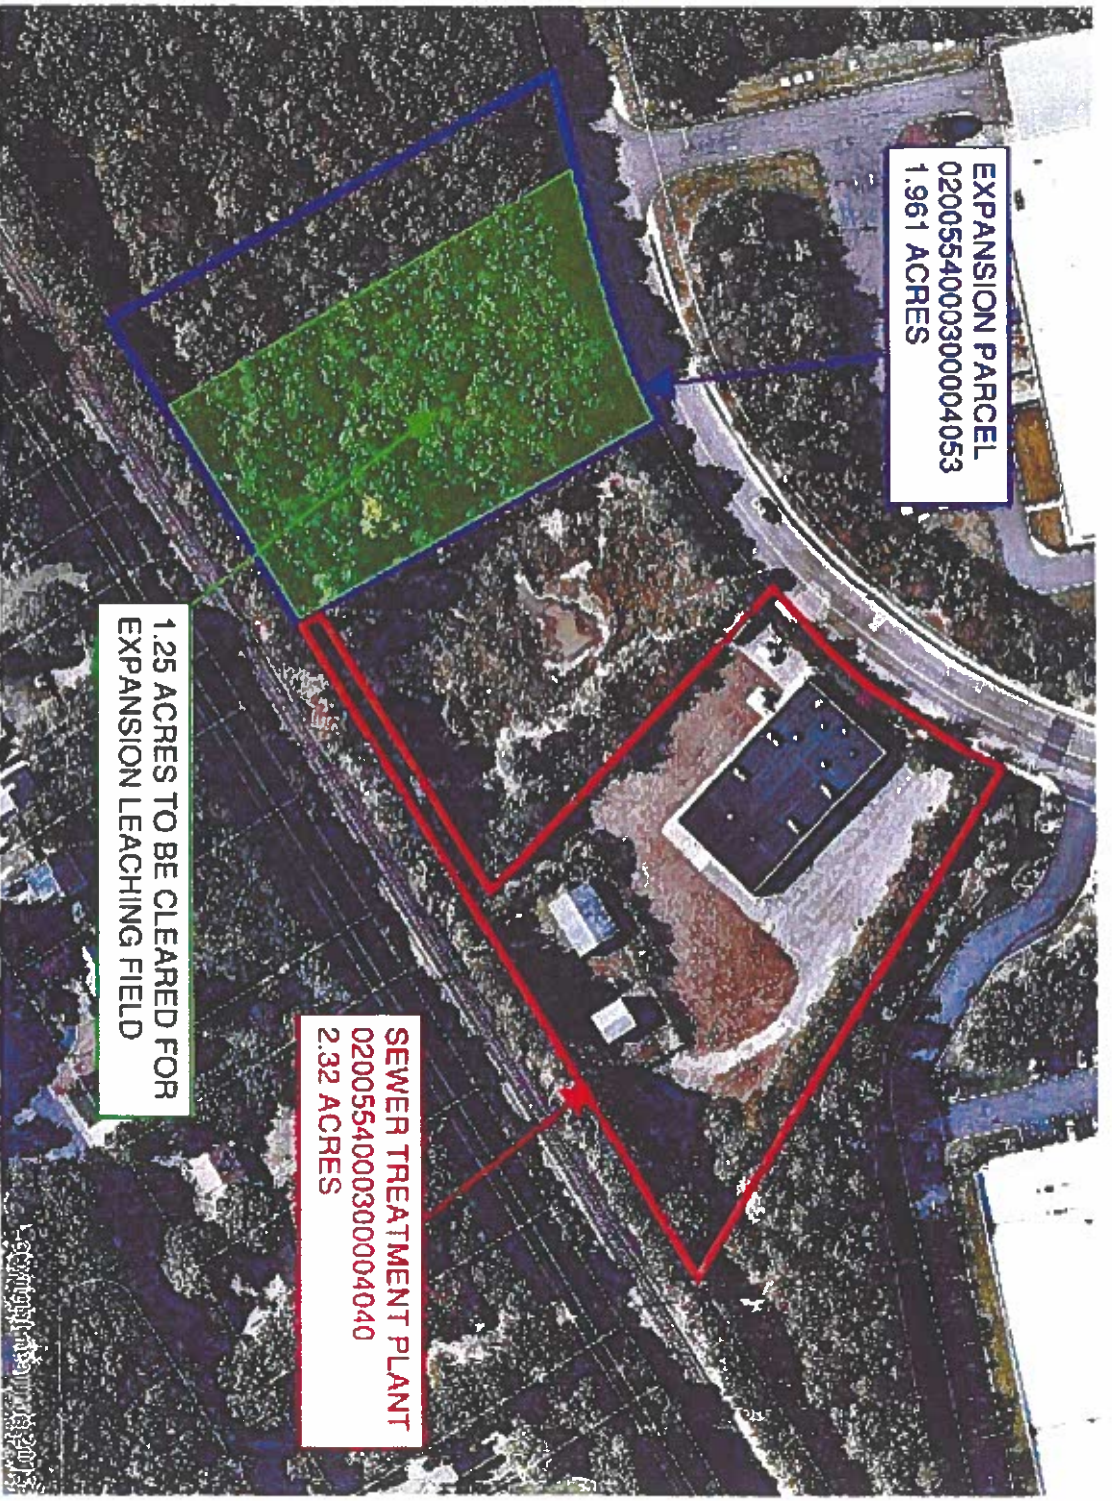 EXPANSION PARCEL
0200554000300004053
1.961 ACRES
SEWER TREATMENT PLANT
0200554000300004040
2.32 ACRES
1.25 ACRES TO BE CLEARED FOR
EXPANSION LEACHING FIELD